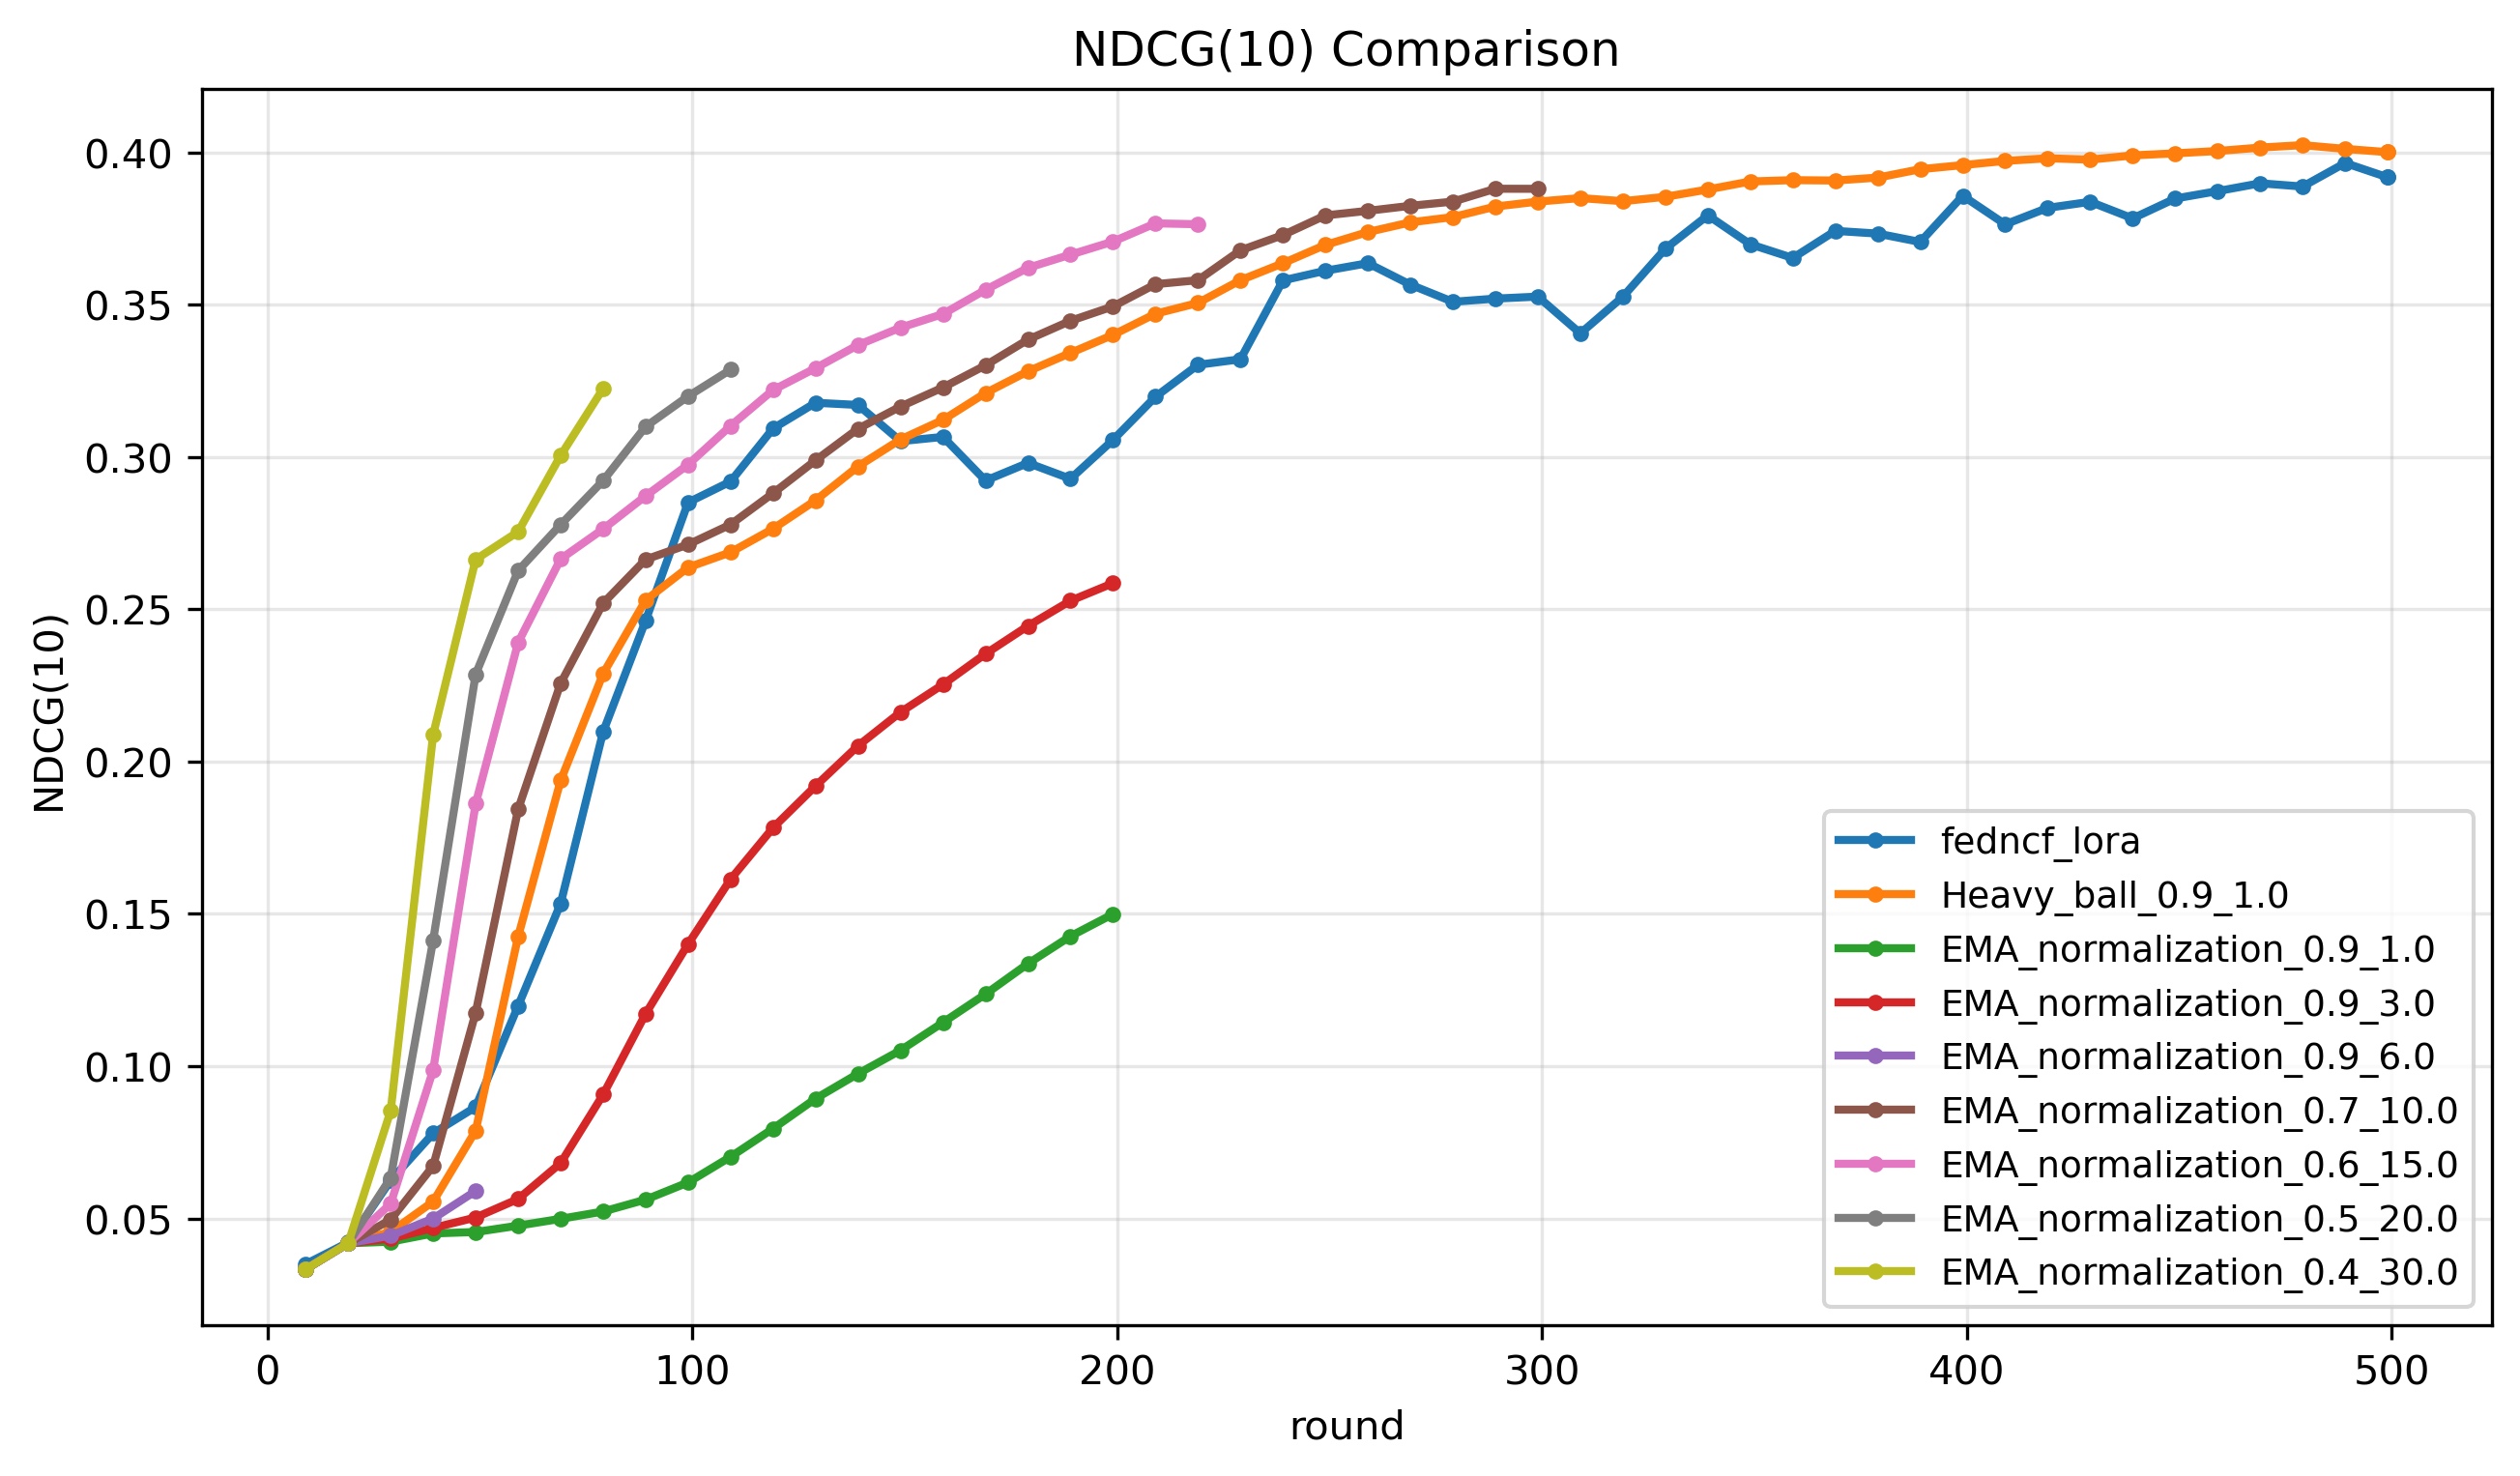 NDCG(10) Comparison
NDCG(10)
0.40
0.35
0.30
0.25
0.20
0.15
0.10
0.05
0
100
200
300
400
500
round
fedncf_lora
Heavy_ball_0.9_1.0
EMA_normalization_0.9_1.0
EMA_normalization_0.9_3.0
EMA_normalization_0.9_6.0
EMA_normalization_0.7_10.0
EMA_normalization_0.6_15.0
EMA_normalization_0.5_20.0
EMA_normalization_0.4_30.0